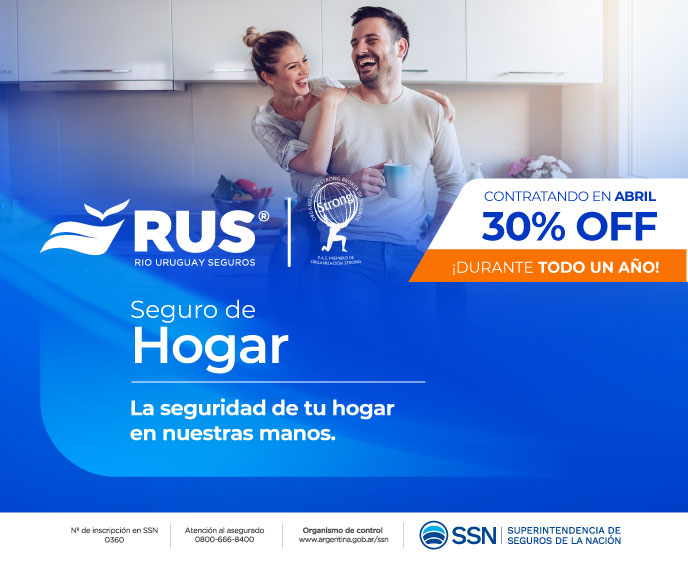 RUS®
RIO URUGUAY SEGUROS
Strong
P.A.S. MIEMBRO DE
ORGANIZACIÓN STRONG
CONTRATANDO EN ABRIL
30% OFF
¡DURANTE TODO UN AÑO!
Seguro de
Hogar
La seguridad de tu hogar
en nuestras manos.
Nº de inscripción en SSN
0360
Atención al asegurado
0800-666-8400
Organismo de control
www.argentina.gob.ar/ssn
SSN
SUPERINTENDENCIA DE
SEGUROS DE LA NACIÓN